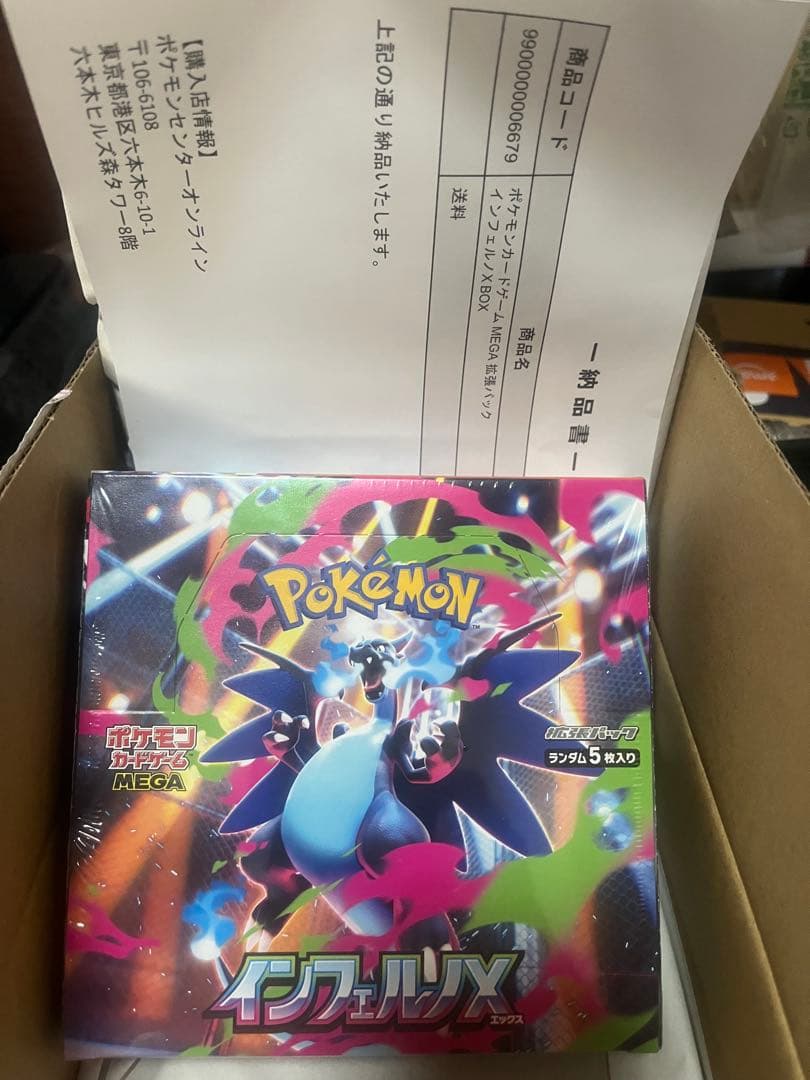 ー納品書ー
商品コード
商品名
9900000006679
ポケモンカードゲーム MEGA 拡張パック
インフェルノX BOX
送料
上記の通り納品いたします。
【購入店情報】
ポケモンセンターオンライン
〒106-6108
東京都港区六本木6-10-1
六本木ヒルズ森タワー8階
POKéMON
TM
ポケモン
カードゲーム
MEGA
拡張パック
ランダム5枚入り
インフェルノX
エックス